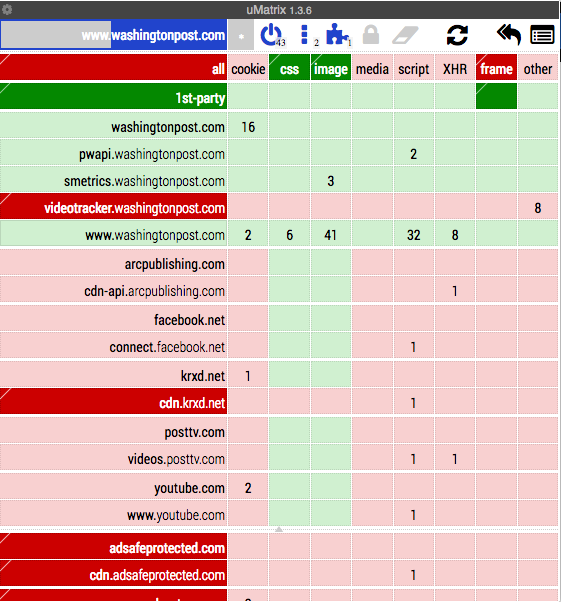 uMatrix 1.3.6
www.washingtonpost.com 43 2 1
all cookie css image media script XHR frame other
1st-party
washingtonpost.com 16
pwapi.washingtonpost.com 2
smetrics.washingtonpost.com 3
videotracker.washingtonpost.com 8
www.washingtonpost.com 2 6 41 32 8
arcpublishing.com
cdn-api.arcpublishing.com 1
facebook.net
connect.facebook.net 1
krxd.net 1
cdn.krxd.net 1
posttv.com
videos.posttv.com 1 1
youtube.com 2
www.youtube.com 1
adsafeprotected.com
cdn.adsafeprotected.com 1